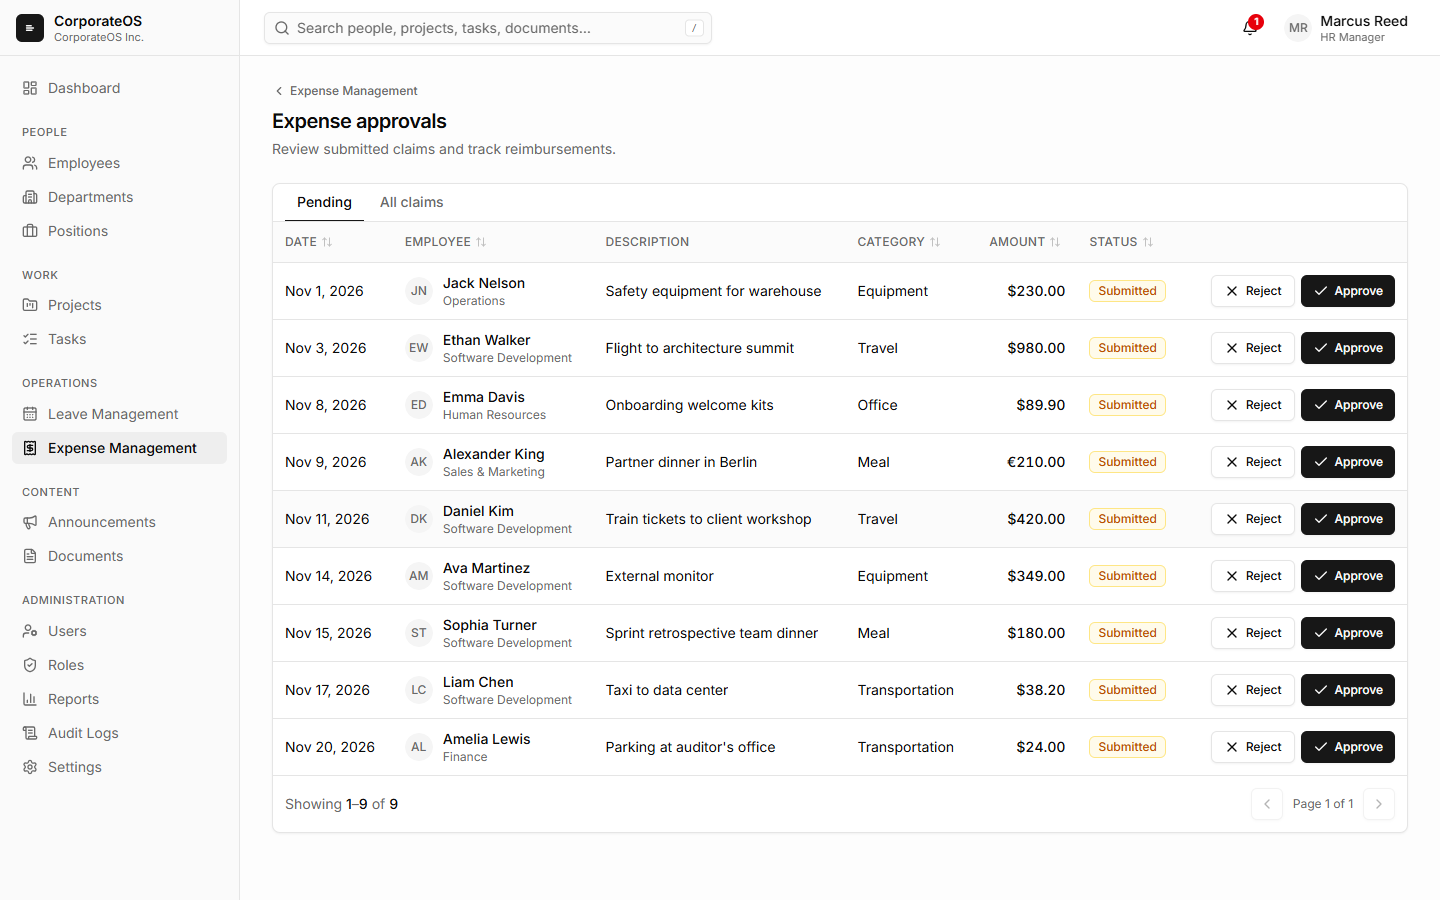 CorporateOS
CorporateOS Inc.
Search people, projects, tasks, documents... /
1
MR
Marcus Reed
HR Manager
Dashboard
PEOPLE
Employees
Departments
Positions
WORK
Projects
Tasks
OPERATIONS
Leave Management
Expense Management
CONTENT
Announcements
Documents
ADMINISTRATION
Users
Roles
Reports
Audit Logs
Settings
Expense Management
Expense approvals
Review submitted claims and track reimbursements.
Pending All claims
DATE EMPLOYEE DESCRIPTION CATEGORY AMOUNT STATUS
Nov 1, 2026 JN Jack Nelson Operations Safety equipment for warehouse Equipment $230.00 Submitted Reject Approve
Nov 3, 2026 EW Ethan Walker Software Development Flight to architecture summit Travel $980.00 Submitted Reject Approve
Nov 8, 2026 ED Emma Davis Human Resources Onboarding welcome kits Office $89.90 Submitted Reject Approve
Nov 9, 2026 AK Alexander King Sales & Marketing Partner dinner in Berlin Meal €210.00 Submitted Reject Approve
Nov 11, 2026 DK Daniel Kim Software Development Train tickets to client workshop Travel $420.00 Submitted Reject Approve
Nov 14, 2026 AM Ava Martinez Software Development External monitor Equipment $349.00 Submitted Reject Approve
Nov 15, 2026 ST Sophia Turner Software Development Sprint retrospective team dinner Meal $180.00 Submitted Reject Approve
Nov 17, 2026 LC Liam Chen Software Development Taxi to data center Transportation $38.20 Submitted Reject Approve
Nov 20, 2026 AL Amelia Lewis Finance Parking at auditor's office Transportation $24.00 Submitted Reject Approve
Showing 1–9 of 9
Page 1 of 1